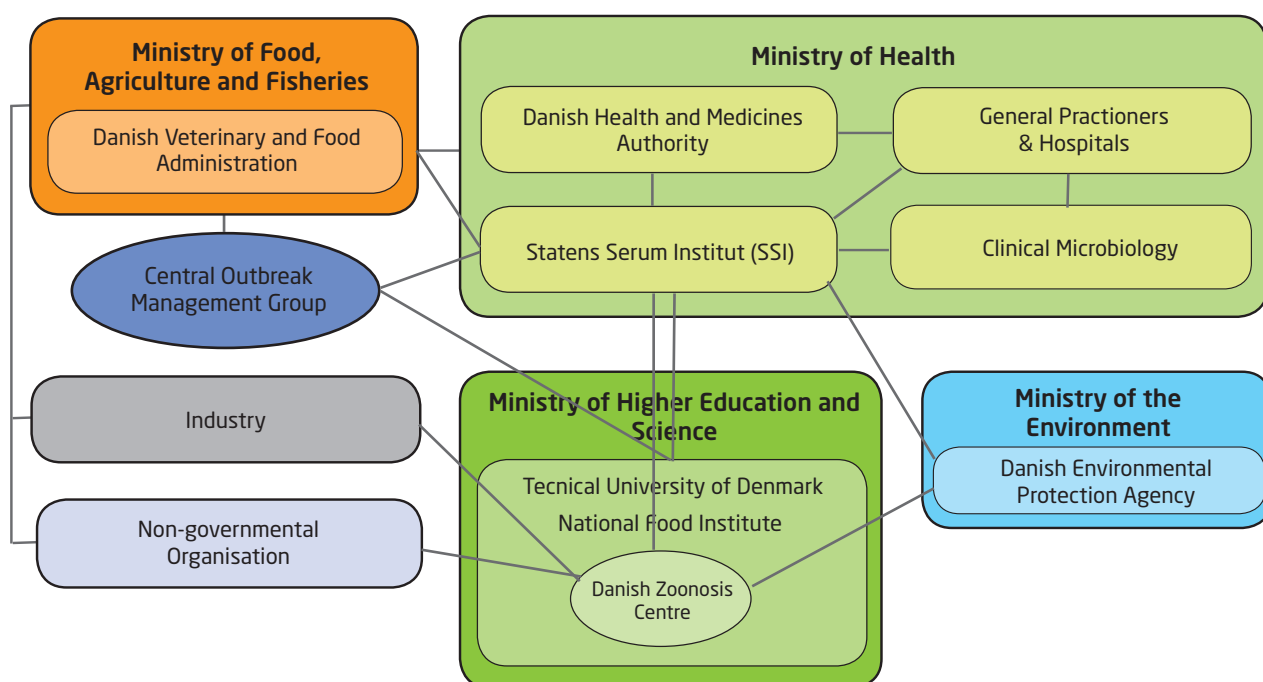 Ministry of Food,
Agriculture and Fisheries
Danish Veterinary and Food
Administration
Ministry of Health
Danish Health and Medicines
Authority
General Practioners
& Hospitals
Statens Serum Institut (SSI)
Clinical Microbiology
Central Outbreak
Management Group
Industry
Non-governmental
Organisation
Ministry of Higher Education and
Science
Tecnical University of Denmark
National Food Institute
Danish Zoonosis
Centre
Ministry of the
Environment
Danish Environmental
Protection Agency